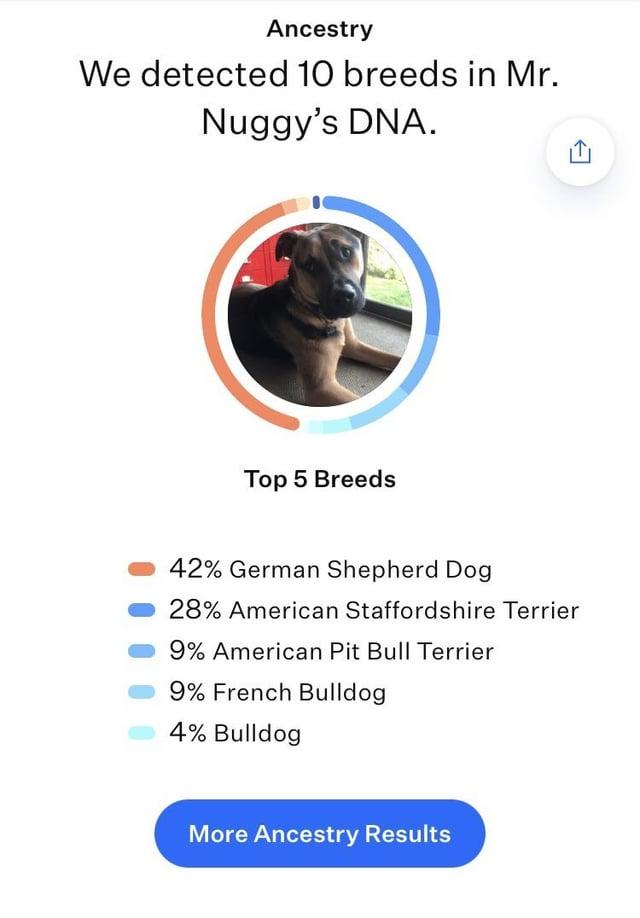 Ancestry
We detected 10 breeds in Mr.
Nuggy's DNA.
Top 5 Breeds
42% German Shepherd Dog
28% American Staffordshire Terrier
9% American Pit Bull Terrier
9% French Bulldog
4% Bulldog
More Ancestry Results